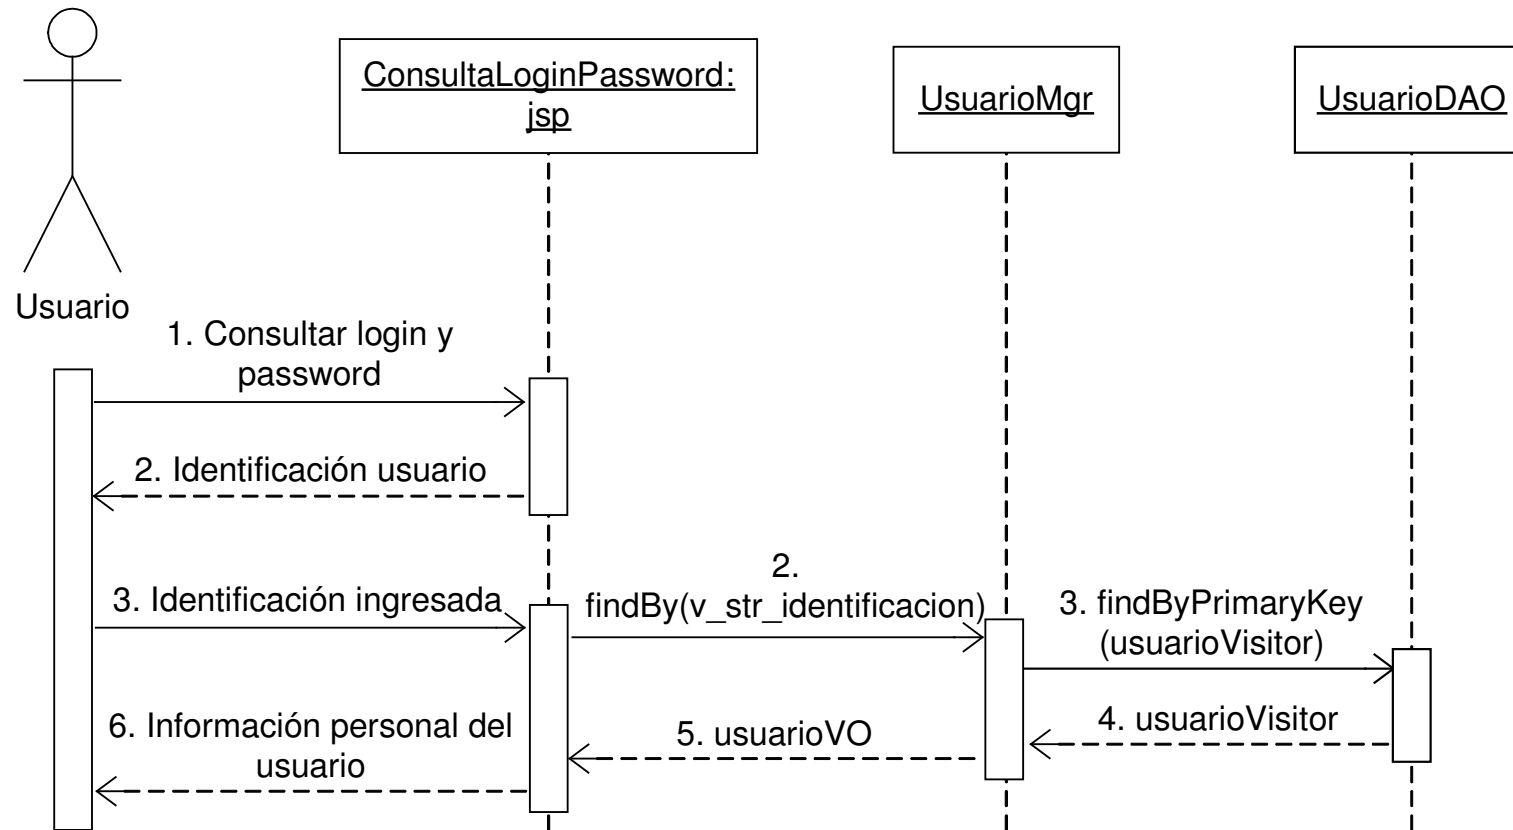 ConsultaLoginPassword:
jsp
UsuarioMgr
UsuarioDAO
Usuario
1. Consultar login y
password
2. Identificación usuario
3. Identificación ingresada
2.
findBy(v_str_identificacion)
3. findByPrimaryKey
(usuarioVisitor)
4. usuarioVisitor
5. usuarioVO
6. Información personal del
usuario